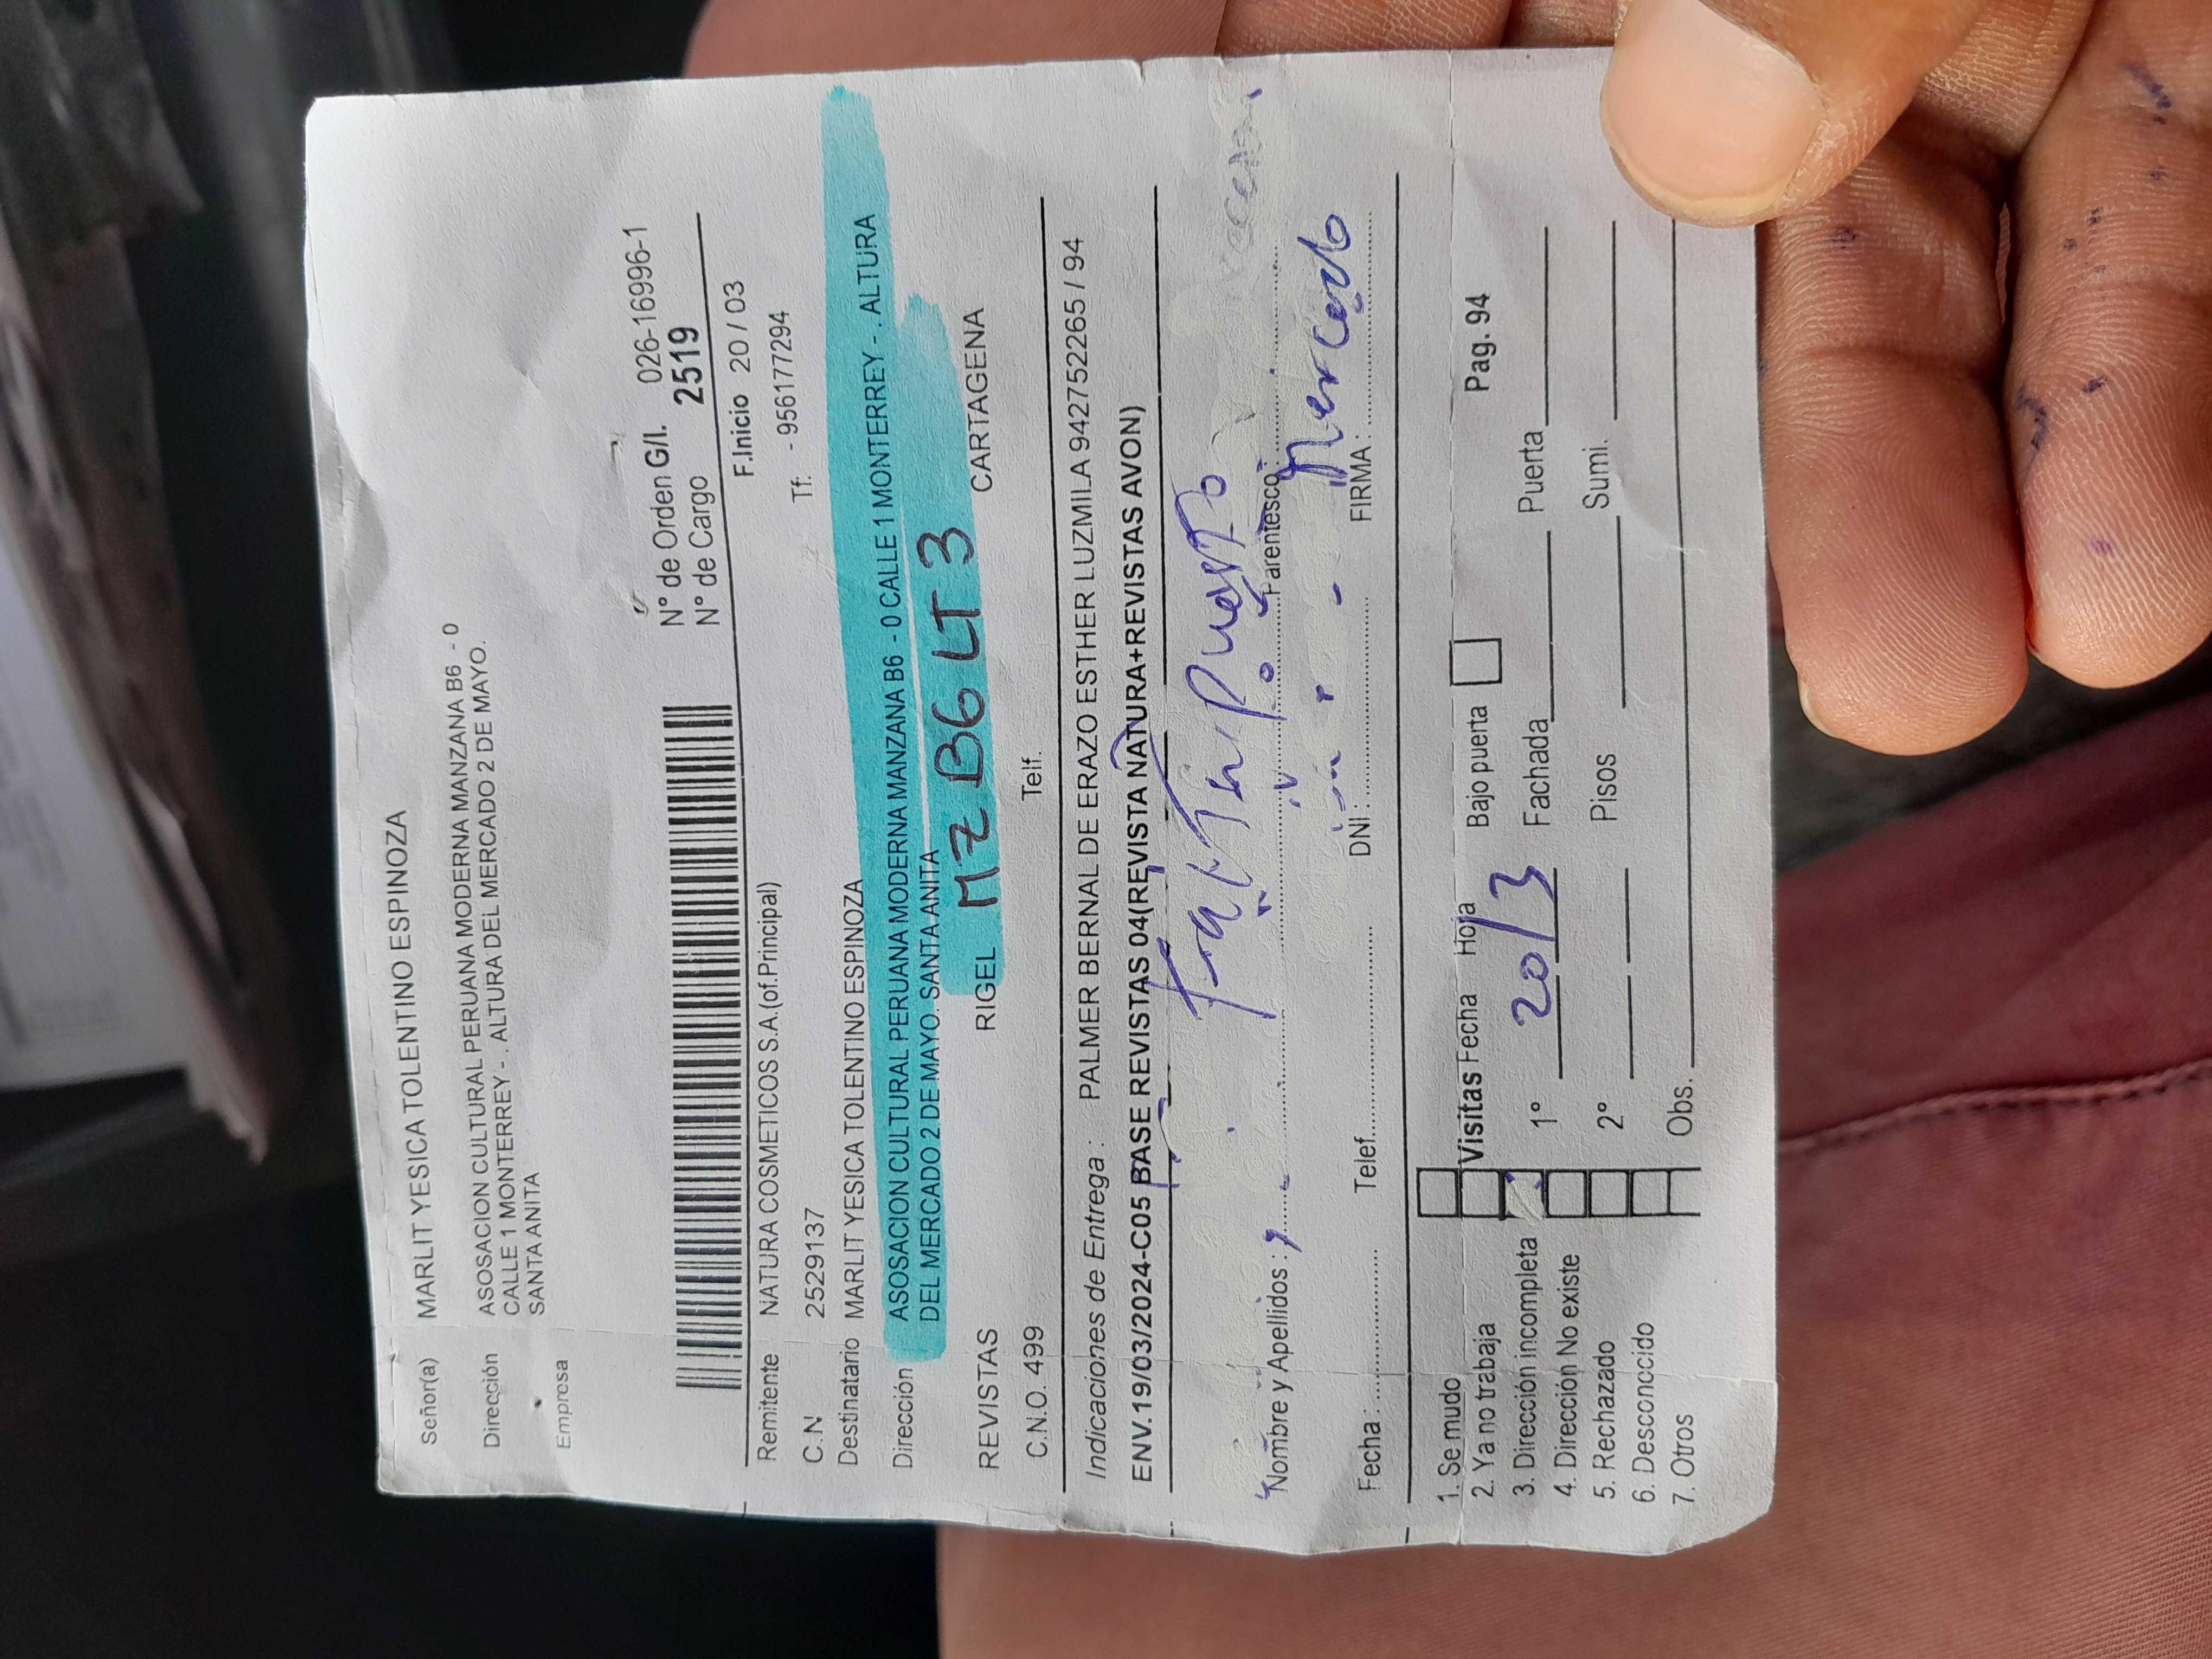 Señor(a) MARLIT YESICA TOLENTINO ESPINOZA
Dirección ASOSACION CULTURAL PERUANA MODERNA MANZANA B6 - 0
CALLE 1 MONTERREY - . ALTURA DEL MERCADO 2 DE MAYO.
SANTA ANITA
Empresa
N° de Orden G/I. 026-16996-1
N° de Cargo 2519
F.Inicio 20 / 03
Remitente NATURA COSMETICOS S.A.(of.Principal)
C.N 2529137 Tf: - 956177294
Destinatario MARLIT YESICA TOLENTINO ESPINOZA
Dirección ASOSACION CULTURAL PERUANA MODERNA MANZANA B6 - 0 CALLE 1 MONTERREY - . ALTURA
DEL MERCADO 2 DE MAYO. SANTA ANITA
MZ B6 LT 3
REVISTAS RIGEL CARTAGENA
C.N.O. 499 Telf.
Indicaciones de Entrega : PALMER BERNAL DE ERAZO ESTHER LUZMILA 942752265 / 94
ENV.19/03/2024-C05 BASE REVISTAS 04(REVISTA NATURA+REVISTAS AVON)
Puesto
Nombre y Apellidos : Parentesco:
Mercado
Fecha : Telef. DNI : FIRMA :
1. Se mudo
2. Ya no trabaja Visitas Fecha Hoja Bajo puerta Pag. 94
3. Dirección incompleta 1° 20/3 Fachada Puerta
4. Dirección No existe
5. Rechazado 2° Pisos Sumi.
6. Desconocido
7. Otros Obs.